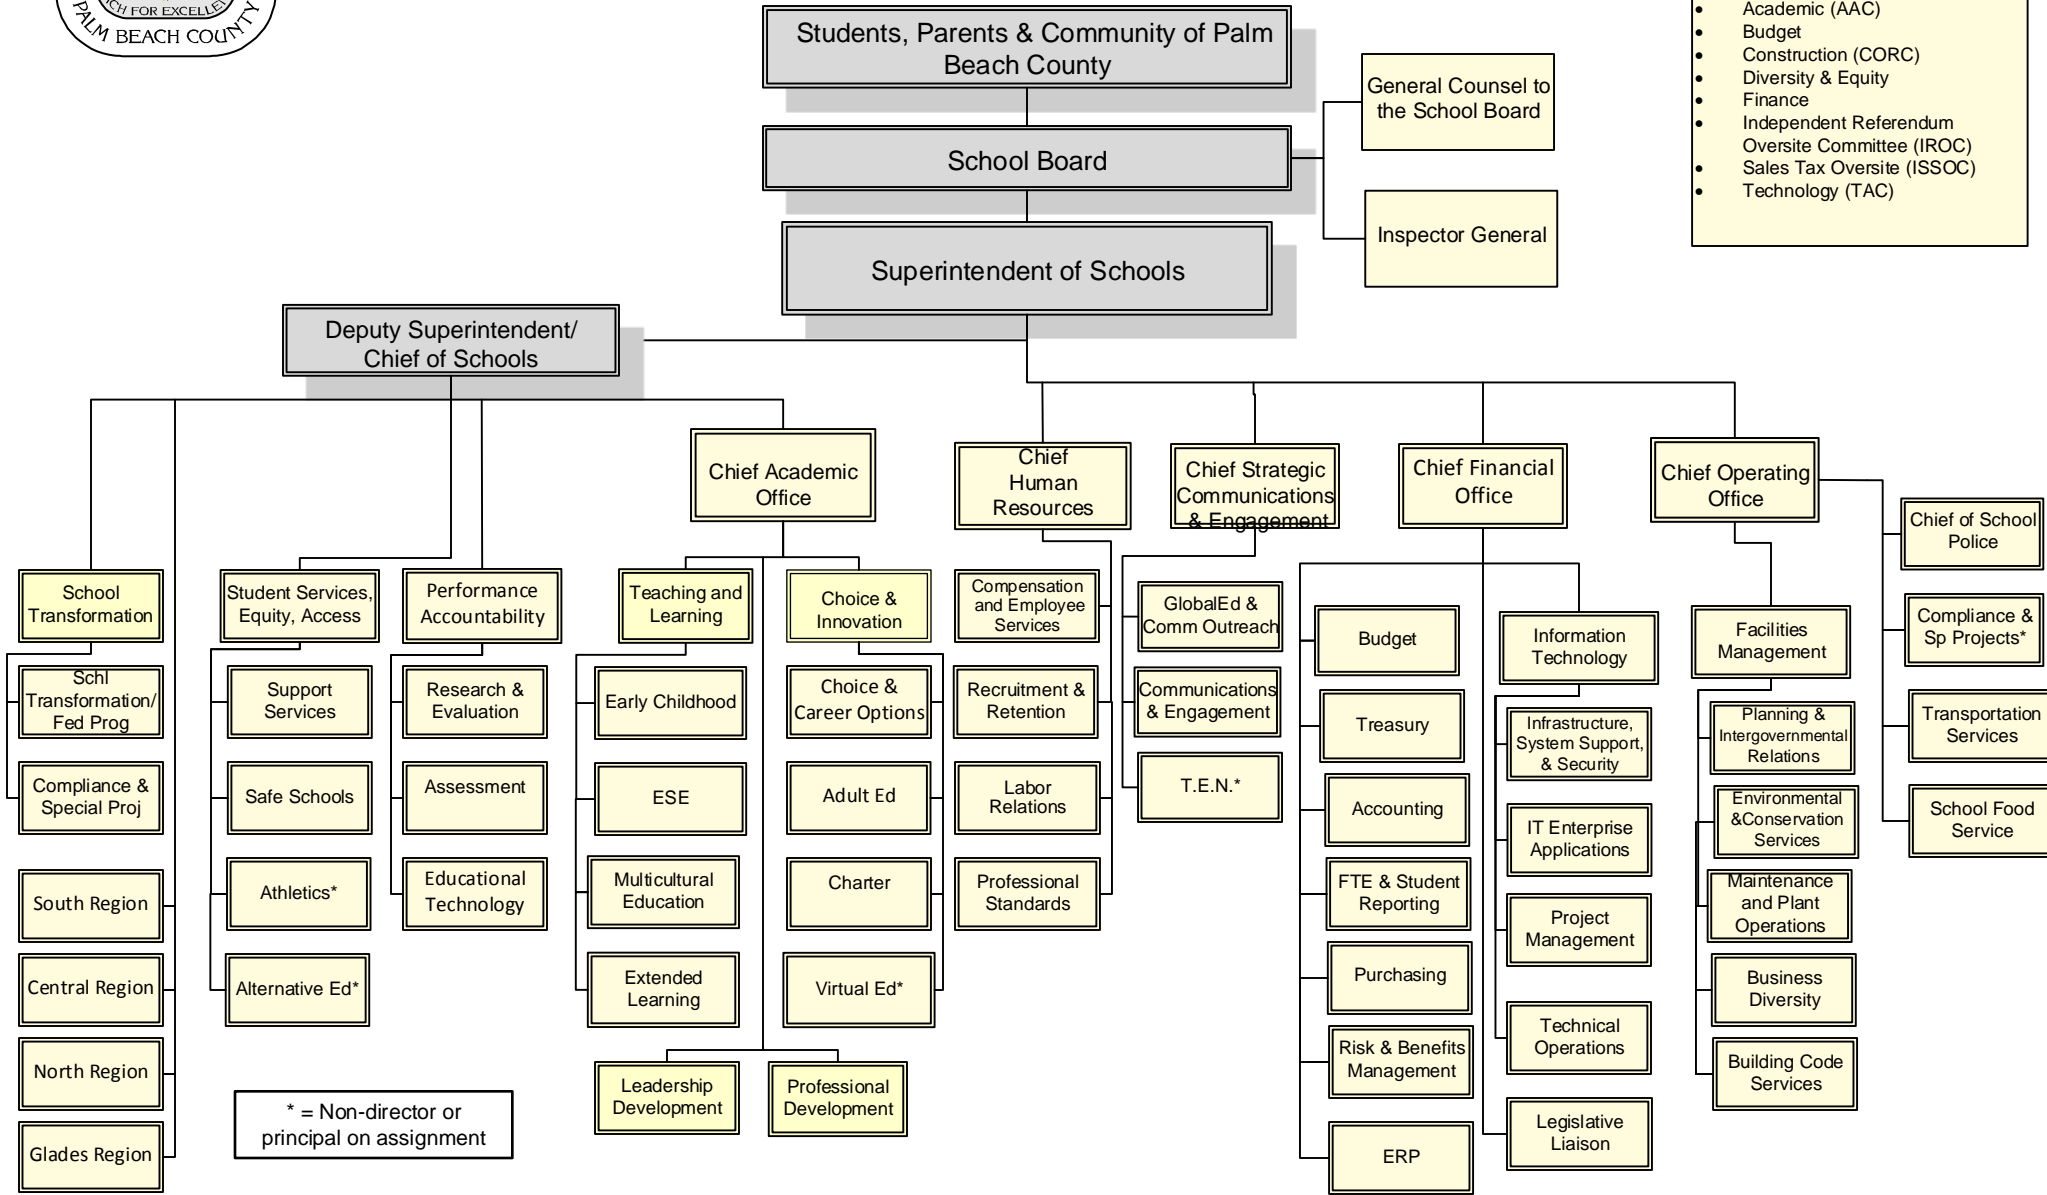 CH FOR EXCELLE
PALM BEACH COUNTY
Students, Parents & Community of Palm
Beach County
School Board
Superintendent of Schools
General Counsel to
the School Board
Inspector General
• Academic (AAC)
• Budget
• Construction (CORC)
• Diversity & Equity
• Finance
• Independent Referendum
Oversite Committee (IROC)
• Sales Tax Oversite (ISSOC)
• Technology (TAC)
Deputy Superintendent/
Chief of Schools
Chief Academic
Office
Chief
Human
Resources
Chief Strategic
Communications
& Engagement
Chief Financial
Office
Chief Operating
Office
School
Transformation
Schl
Transformation/
Fed Prog
Compliance &
Special Proj
South Region
Central Region
North Region
Glades Region
Student Services,
Equity, Access
Support
Services
Safe Schools
Athletics*
Alternative Ed*
Performance
Accountability
Research &
Evaluation
Assessment
Educational
Technology
Teaching and
Learning
Early Childhood
ESE
Multicultural
Education
Extended
Learning
Choice &
Innovation
Choice &
Career Options
Adult Ed
Charter
Virtual Ed*
Leadership
Development
Professional
Development
Compensation
and Employee
Services
Recruitment &
Retention
Labor
Relations
Professional
Standards
GlobalEd &
Comm Outreach
Communications
& Engagement
T.E.N.*
Budget
Treasury
Accounting
FTE & Student
Reporting
Purchasing
Risk & Benefits
Management
ERP
Information
Technology
Infrastructure,
System Support,
& Security
IT Enterprise
Applications
Project
Management
Technical
Operations
Legislative
Liaison
Facilities
Management
Planning &
Intergovernmental
Relations
Environmental
&Conservation
Services
Maintenance
and Plant
Operations
Business
Diversity
Building Code
Services
Chief of School
Police
Compliance &
Sp Projects*
Transportation
Services
School Food
Service
* = Non-director or
principal on assignment